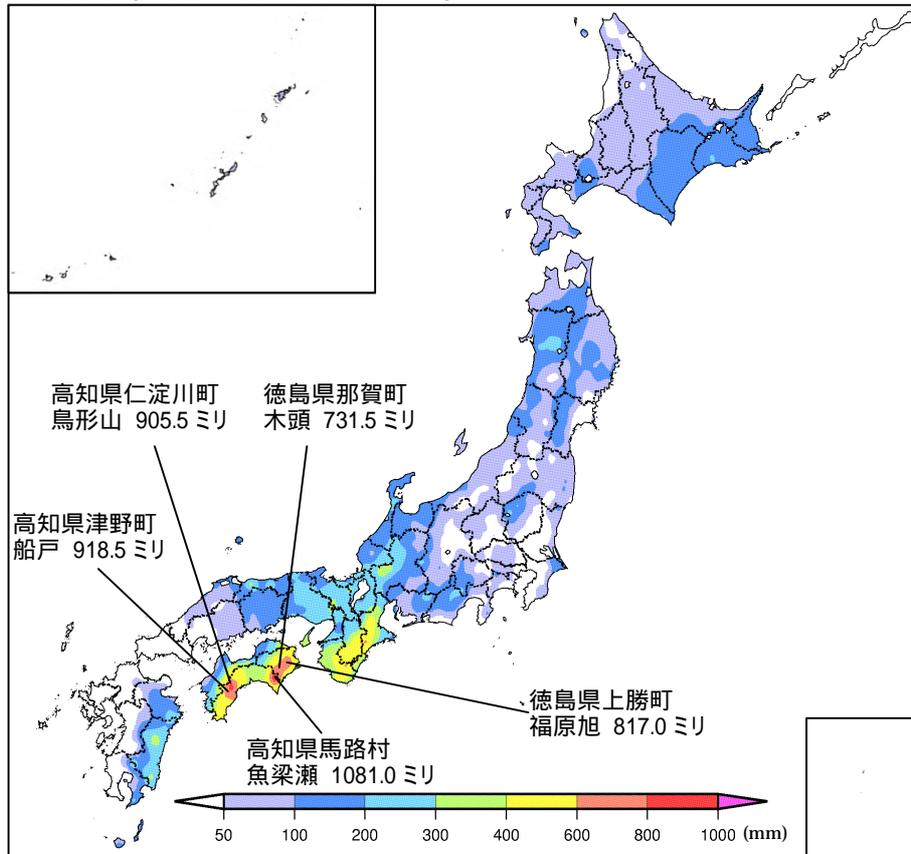 高知県仁淀川町
鳥形山 905.5 ミリ
徳島県那賀町
木頭 731.5 ミリ
高知県津野町
船戸 918.5 ミリ
徳島県上勝町
福原旭 817.0 ミリ
高知県馬路村
魚梁瀬 1081.0 ミリ
50 100 200 300 400 600 800 1000 (mm)